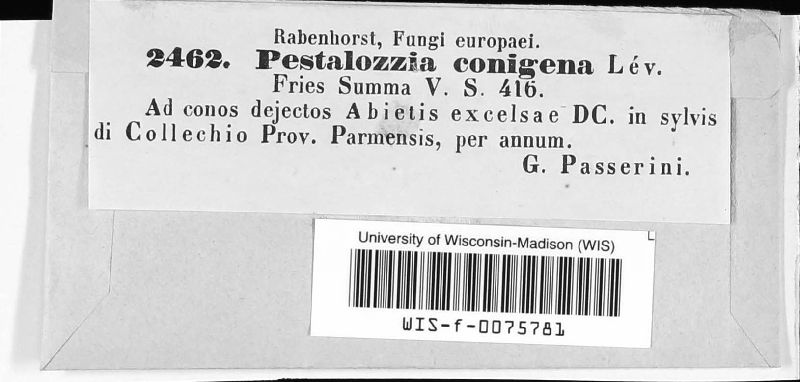 Rabenhorst, Fungi europaei.
2462. Pestalozzia conigena Lév.
Fries Summa V. S. 416.
Ad conos dejectos Abietis excelsae DC. in sylvis
di Collechio Prov. Parmensis, per annum.
G. Passerini.
University of Wisconsin-Madison (WIS)
WIS-f-0075781